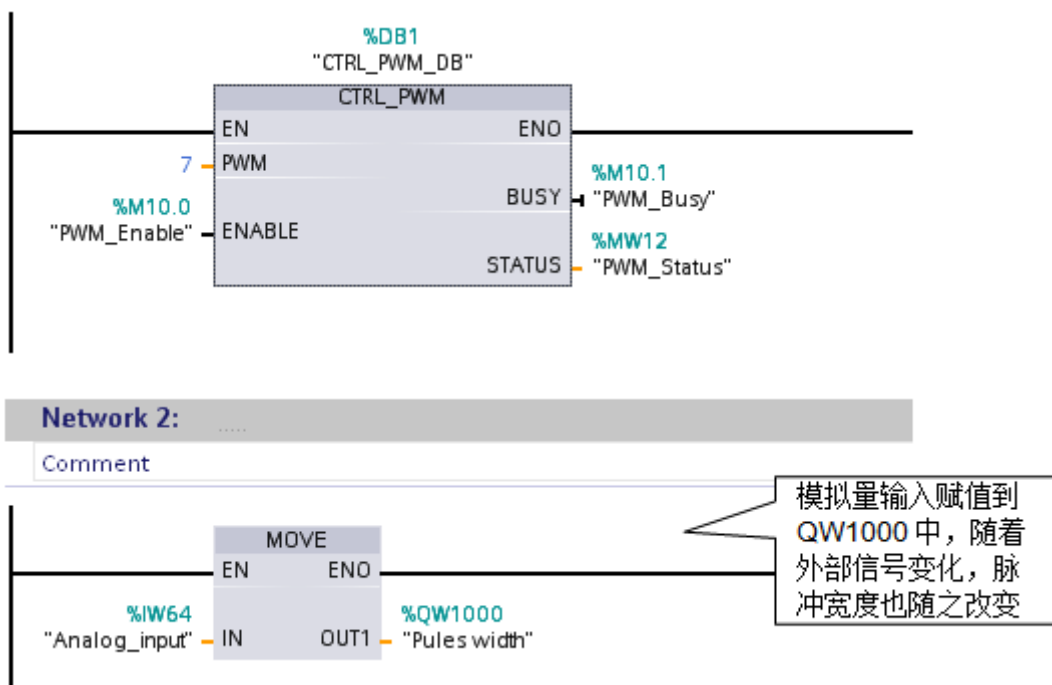 %DB1
"CTRL_PWM_DB"
CTRL_PWM
EN ENO
7 PWM
%M10.1
BUSY "PWM_Busy"
%M10.0
"PWM_Enable" ENABLE
%MW12
STATUS "PWM_Status"
Network 2: .....
Comment
模拟量输入赋值到
QW1000 中，随着
外部信号变化，脉
冲宽度也随之改变
MOVE
EN ENO
%IW64 %QW1000
"Analog_input" IN OUT1 "Pules width"